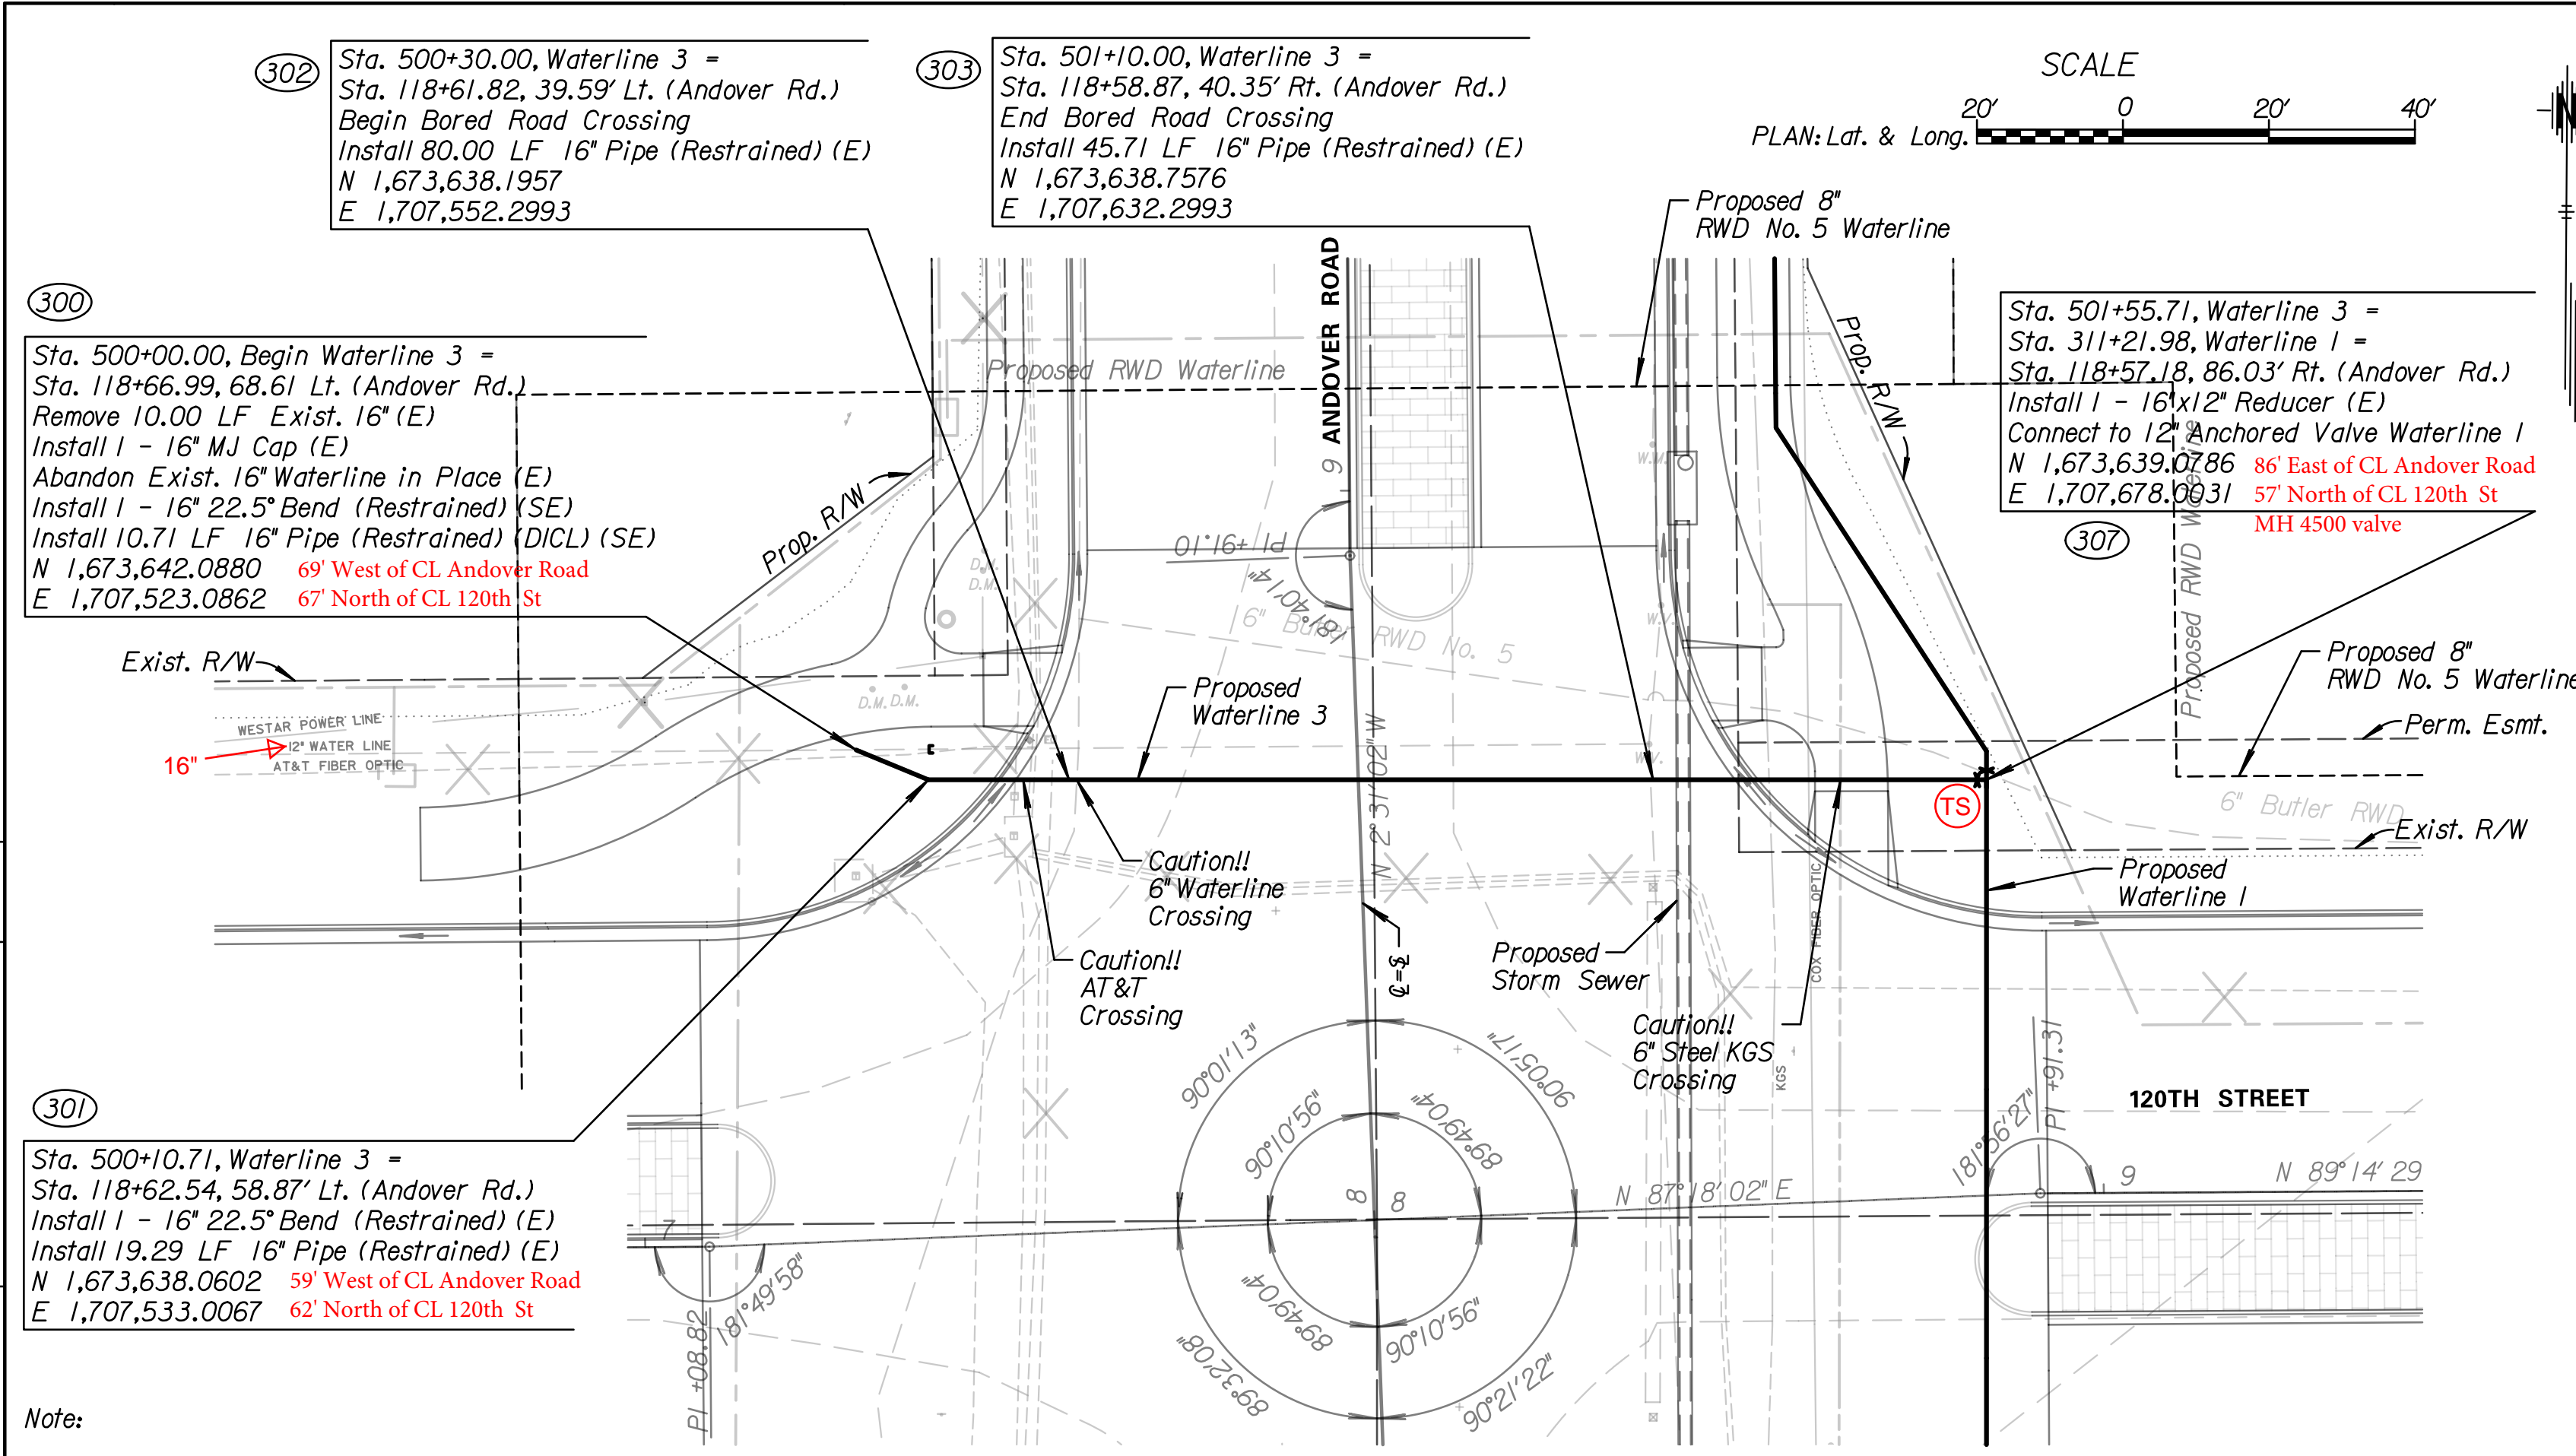 302
Sta. 500+30.00, Waterline 3 =
Sta. 118+61.82, 39.59' Lt. (Andover Rd.)
Begin Bored Road Crossing
Install 80.00 LF 16" Pipe (Restrained) (E)
N 1,673,638.1957
E 1,707,552.2993
303
Sta. 501+10.00, Waterline 3 =
Sta. 118+58.87, 40.35' Rt. (Andover Rd.)
End Bored Road Crossing
Install 45.71 LF 16" Pipe (Restrained) (E)
N 1,673,638.7576
E 1,707,632.2993
SCALE
20' 0 20' 40'
PLAN: Lat. & Long.
Proposed 8"
RWD No. 5 Waterline
300
Sta. 500+00.00, Begin Waterline 3 =
Sta. 118+66.99, 68.61 Lt. (Andover Rd.)
Remove 10.00 LF Exist. 16" (E)
Install 1 - 16" MJ Cap (E)
Abandon Exist. 16" Waterline in Place (E)
Install 1 - 16" 22.5° Bend (Restrained) (SE)
Install 10.71 LF 16" Pipe (Restrained) (DICL) (SE)
N 1,673,642.0880 69' West of CL Andover Road
E 1,707,523.0862 67' North of CL 120th St
Proposed RWD Waterline
ANDOVER ROAD
9
Prop. R/W
Prop. R/W
Sta. 501+55.71, Waterline 3 =
Sta. 311+21.98, Waterline 1 =
Sta. 118+57.18, 86.03' Rt. (Andover Rd.)
Install 1 - 16"x12" Reducer (E)
Connect to 12" Anchored Valve Waterline 1
N 1,673,639.0786 86' East of CL Andover Road
E 1,707,678.0031 57' North of CL 120th St
MH 4500 valve
307
Proposed RWD Waterline
W.M.
PI +91.10
181°40'14"
D.M.
D.M.
6" Butler RWD No. 5
W.V.
W.V.
Exist. R/W
D.M. D.M.
Proposed
Waterline 3
N 2°31'02" W
WESTAR POWER LINE
12" WATER LINE
AT&T FIBER OPTIC
16"
Proposed 8"
RWD No. 5 Waterline
Perm. Esmt.
TS
6" Butler RWD
Exist. R/W
Proposed
Waterline 1
Caution!!
6" Waterline
Crossing
Caution!!
AT&T
Crossing
Proposed
Storm Sewer
COX FIBER OPTIC
Caution!!
6" Steel KGS
Crossing
KGS
90°01'13"
90°05'17"
90°10'56"
89°49'04"
8
8
N 87°18'02" E
181°56'27"
PI +91.31
120TH STREET
9
N 89°14'29
7
181°49'58"
PI +08.82
89°49'04"
90°10'56"
89°32'08"
90°21'22"
301
Sta. 500+10.71, Waterline 3 =
Sta. 118+62.54, 58.87' Lt. (Andover Rd.)
Install 1 - 16" 22.5° Bend (Restrained) (E)
Install 19.29 LF 16" Pipe (Restrained) (E)
N 1,673,638.0602 59' West of CL Andover Road
E 1,707,533.0067 62' North of CL 120th St
Note: